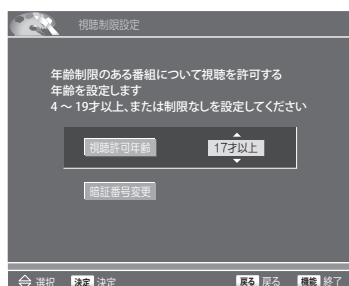 視聴制限設定
年齢制限のある番組について視聴を許可する
年齢を設定します
4～19才以上、または制限なしを設定してください
視聴許可年齢 17才以上
暗証番号変更
選択 決定 決定 戻る 戻る 機能 終了